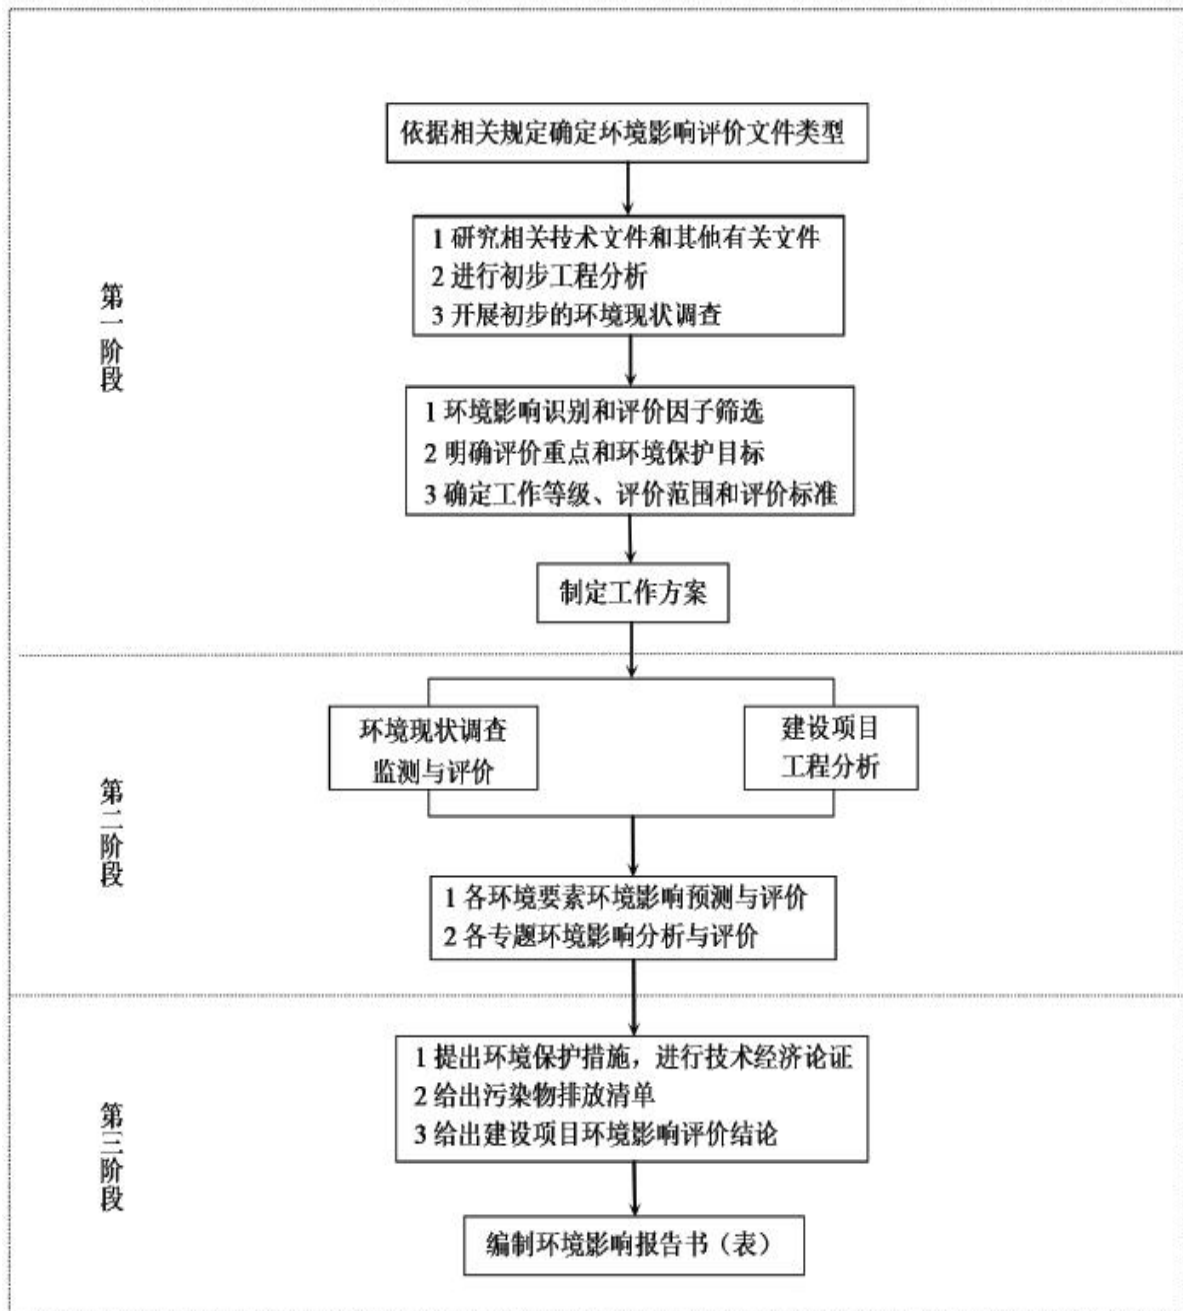 依据相关规定确定环境影响评价文件类型
第一阶段
1 研究相关技术文件和其他有关文件
2 进行初步工程分析
3 开展初步的环境现状调查
1 环境影响识别和评价因子筛选
2 明确评价重点和环境保护目标
3 确定工作等级、评价范围和评价标准
制定工作方案
第二阶段
环境现状调查
监测与评价
建设项目
工程分析
1 各环境要素环境影响预测与评价
2 各专题环境影响分析与评价
第三阶段
1 提出环境保护措施，进行技术经济论证
2 给出污染物排放清单
3 给出建设项目环境影响评价结论
编制环境影响报告书（表）